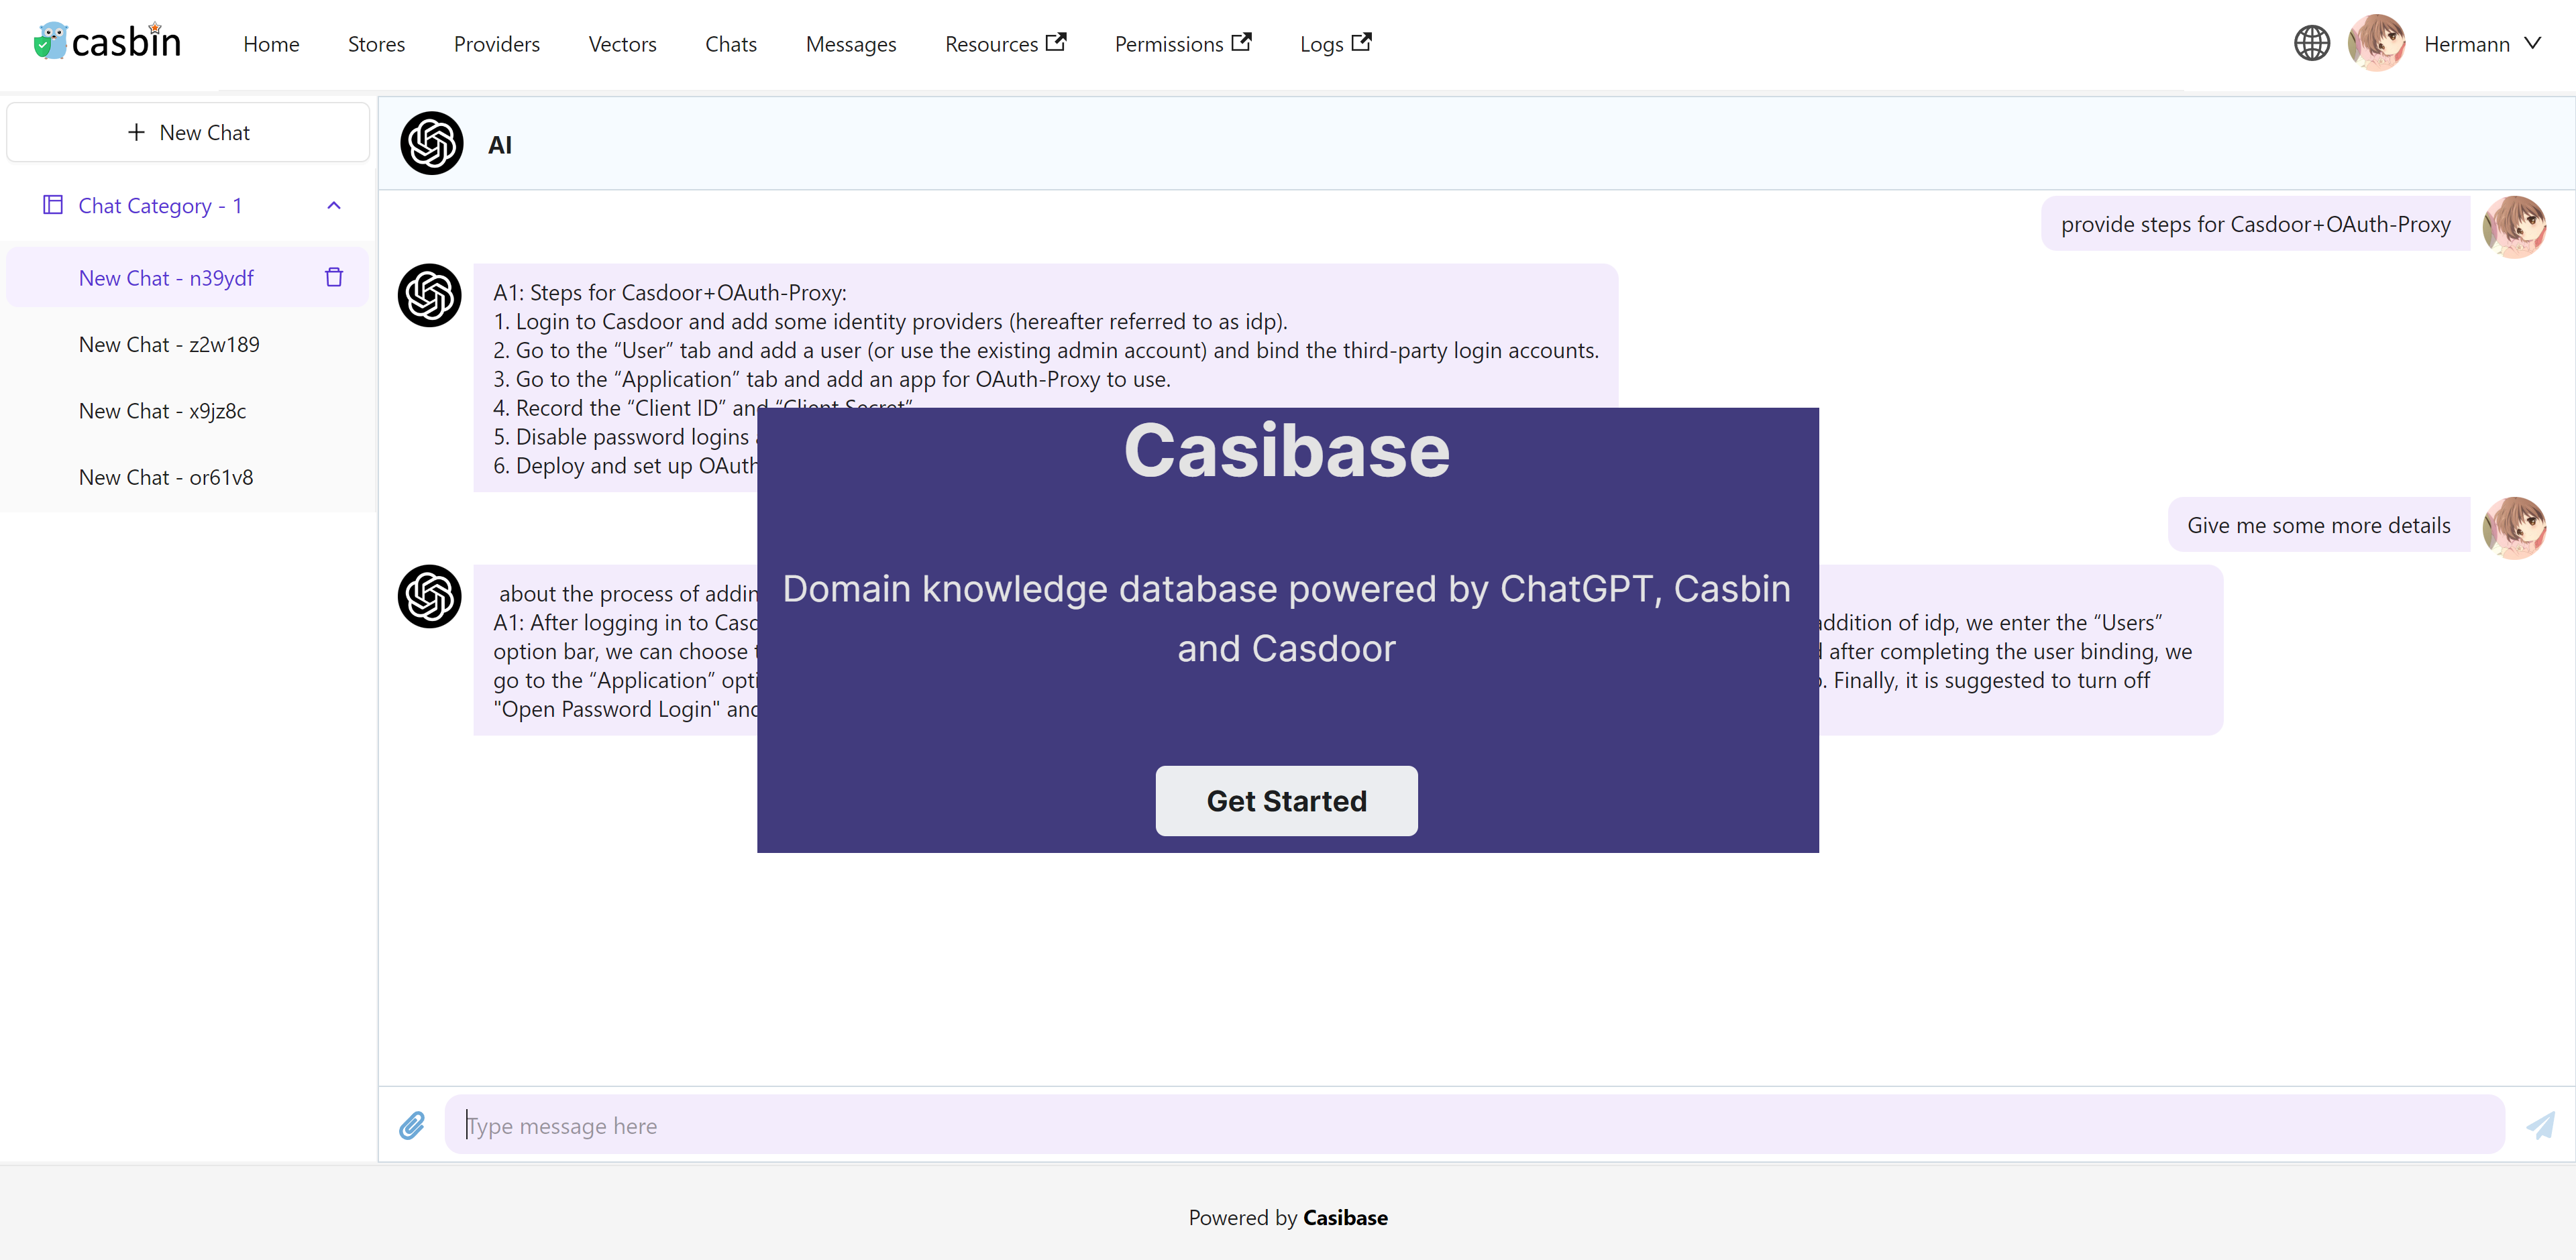 casbin
Home
Stores
Providers
Vectors
Chats
Messages
Resources
Permissions
Logs
Hermann
New Chat
Chat Category - 1
New Chat - n39ydf
New Chat - z2w189
New Chat - x9jz8c
New Chat - or61v8
AI
provide steps for Casdoor+OAuth-Proxy
A1: Steps for Casdoor+OAuth-Proxy:
1. Login to Casdoor and add some identity providers (hereafter referred to as idp).
2. Go to the “User” tab and add a user (or use the existing admin account) and bind the third-party login accounts.
3. Go to the “Application” tab and add an app for OAuth-Proxy to use.
4. Record the “Client ID” and “Client Secret”
5. Disable password logins
6. Deploy and set up OAuth
Give me some more details
about the process of addin
A1: After logging in to Casd
addition of idp, we enter the “Users”
option bar, we can choose
after completing the user binding, we
go to the “Application” opti
. Finally, it is suggested to turn off
"Open Password Login" and
Casibase
Domain knowledge database powered by ChatGPT, Casbin
and Casdoor
Get Started
Type message here
Powered by Casibase